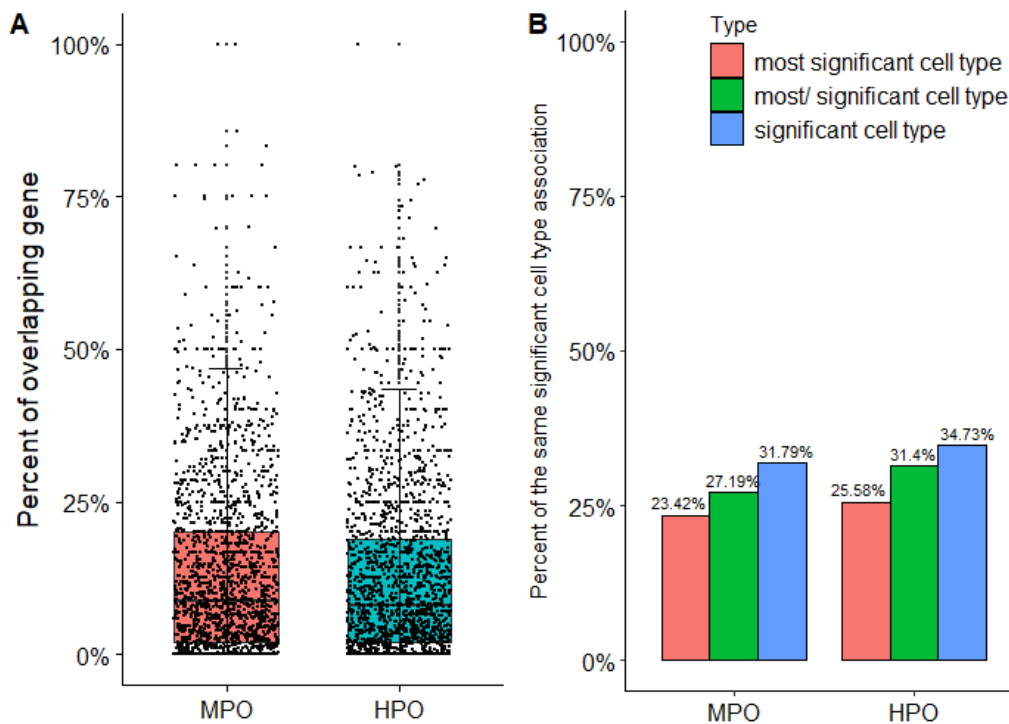 A
Percent of overlapping gene
100%
75%
50%
25%
0%
MPO
HPO
B
Percent of the same significant cell type association
100%
75%
50%
25%
0%
Type
most significant cell type
most/ significant cell type
significant cell type
23.42%
27.19%
31.79%
25.58%
31.4%
34.73%
MPO
HPO